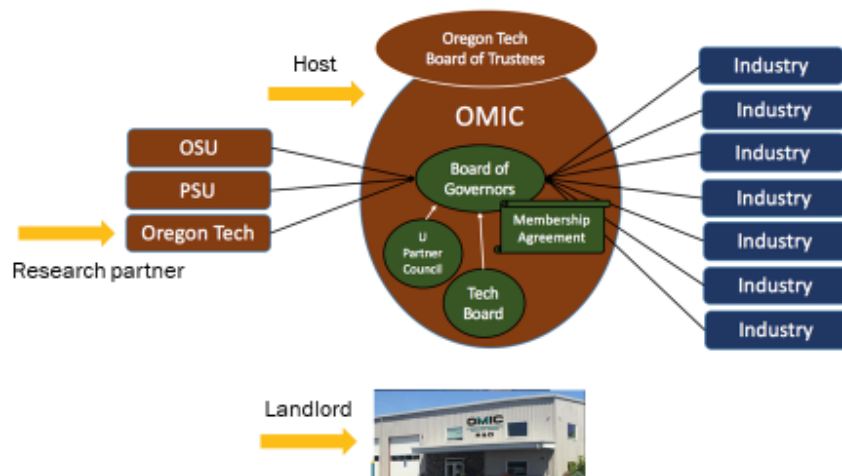 Oregon Tech
Board of Trustees
Host
OMIC
OSU
PSU
Oregon Tech
Research partner
Board of
Governors
Membership
Agreement
U
Partner
Council
Tech
Board
Industry
Industry
Industry
Industry
Industry
Industry
Industry
Landlord
OMIC
R&D